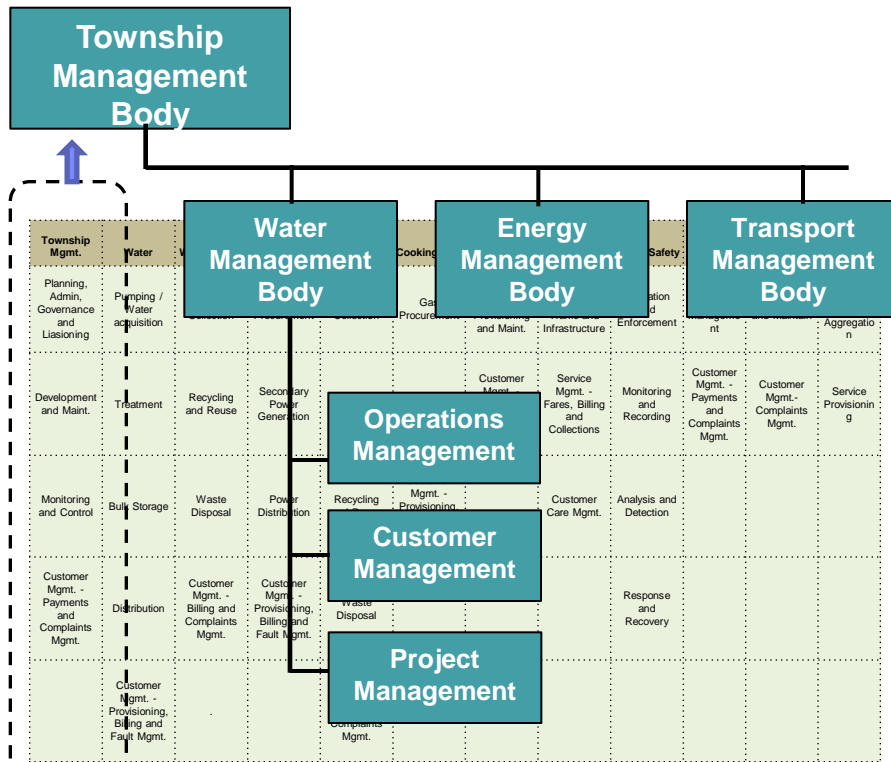 Township
Management
Body
Water
Management
Body
Energy
Management
Body
Transport
Management
Body
Operations
Management
Customer
Management
Project
Management
Township
Mgmt.
Water
Cooking
Safety
Planning,
Admin,
Governance
and
Liasioning
Pumping /
Water
acquisition
Gas
Procurement
and Maint.
Infrastructure
Enforcement
Aggregatio
n
Development
and Maint.
Treatment
Recycling
and Reuse
Secondary
Power
Generation
Customer
Mgmt. -
Service
Mgmt. -
Fares, Billing
and
Collections
Monitoring
and
Recording
Customer
Mgmt. -
Payments
and
Complaints
Mgmt.
Customer
Mgmt.-
Complaints
Mgmt.
Service
Provisionin
g
Monitoring
and Control
Bulk Storage
Waste
Disposal
Power
Distribution
Recycling
Mgmt. -
Provisioning,
Customer
Care Mgmt.
Analysis and
Detection
Customer
Mgmt. -
Payments
and
Complaints
Mgmt.
Distribution
Customer
Mgmt. -
Billing and
Complaints
Mgmt.
Customer
Mgmt. -
Provisioning,
Billing and
Fault Mgmt.
Waste
Disposal
Response
and
Recovery
Customer
Mgmt. -
Provisioning,
Billing and
Fault Mgmt.
.
Complaints
Mgmt.